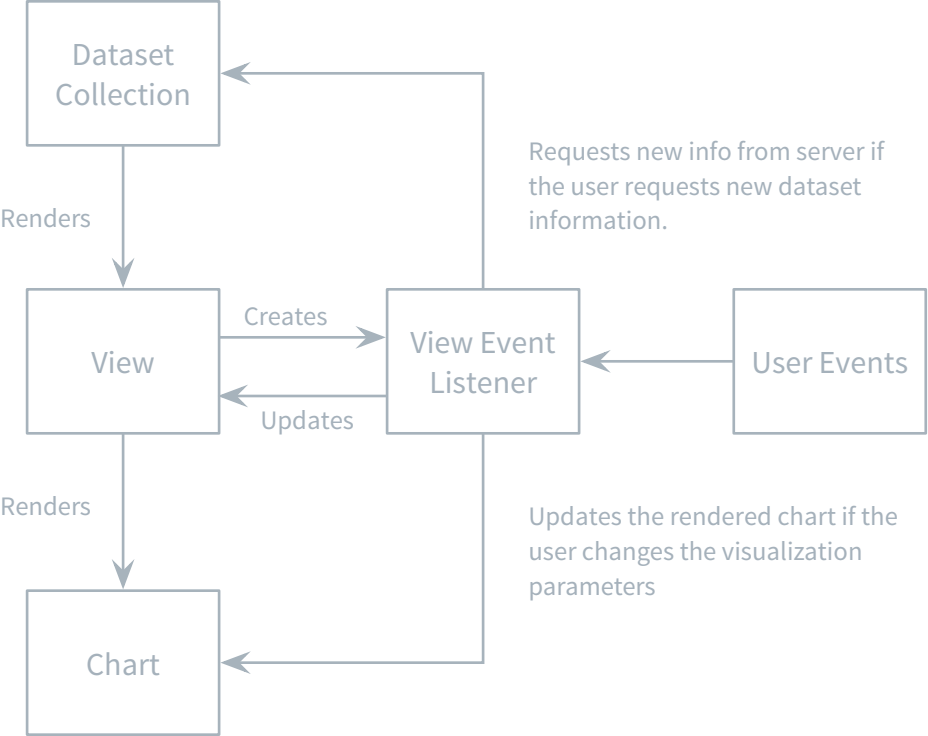 Dataset
Collection
Requests new info from server if
the user requests new dataset
information.
Renders
Creates
View
View Event
Listener
User Events
Updates
Renders
Updates the rendered chart if the
user changes the visualization
parameters
Chart